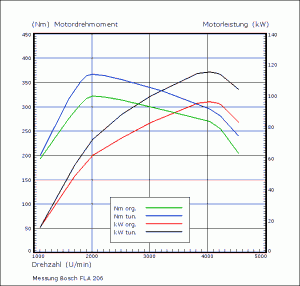 (Nm) Motordrehmoment Motorleistung (kW)
450 140
400 120
350
300 100
250 80
200 60
150
100 40
50 20
0 0
1000 2000 3000 4000 5000
Nm org.
Nm tun.
kW org.
kW tun.
Drehzahl (U/min)
Messung Bosch FLA 206